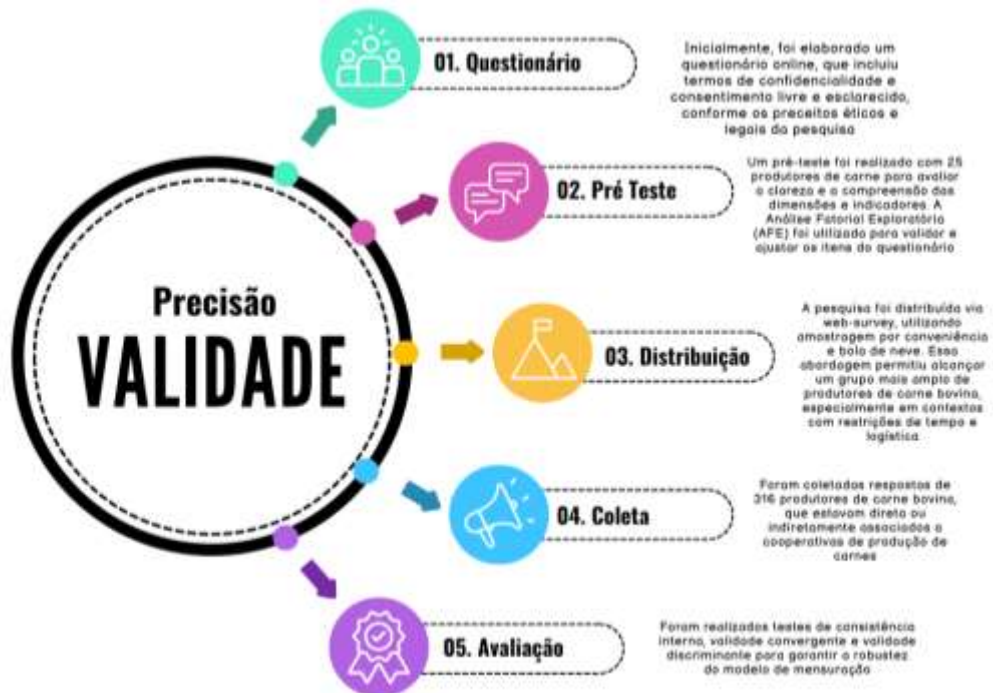 Precisão
VALIDADE
01. Questionário
Inicialmente, foi elaborado um
questionário online, que incluiu
termos de confidencialidade e
consentimento livre e esclarecido,
conforme os preceitos éticos e
legais da pesquisa
02. Pré Teste
Um pré-teste foi realizado com 25
produtores de carne para avaliar
a clareza e a compreensão das
dimensões e indicadores. A
Análise Fatorial Exploratória
(AFE) foi utilizada para validar e
ajustar os itens do questionário
03. Distribuição
A pesquisa foi distribuída via
web-survey, utilizando
amostragem por conveniência
e bola de neve. Essa
abordagem permitiu alcançar
um grupo mais amplo de
produtores de carne bovina,
especialmente em contextos
com restrições de tempo e
logística.
04. Coleta
Foram coletadas respostas de
316 produtores de carne bovina,
que estavam direta ou
indiretamente associados a
cooperativas de produção de
carnes
05. Avaliação
Foram realizados testes de consistência
interna, validade convergente e validade
discriminante para garantir a robustez
do modelo de mensuração